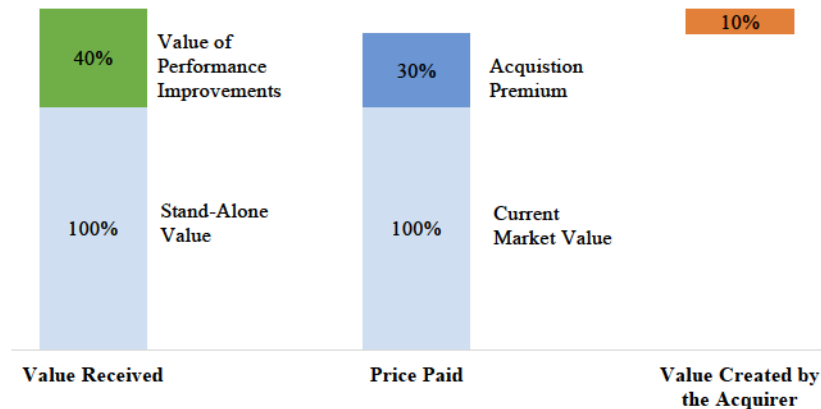 10%
40%
Value of
Performance
Improvements
30%
Acquistion
Premium
100%
Stand-Alone
Value
100%
Current
Market Value
Value Received
Price Paid
Value Created by
the Acquirer